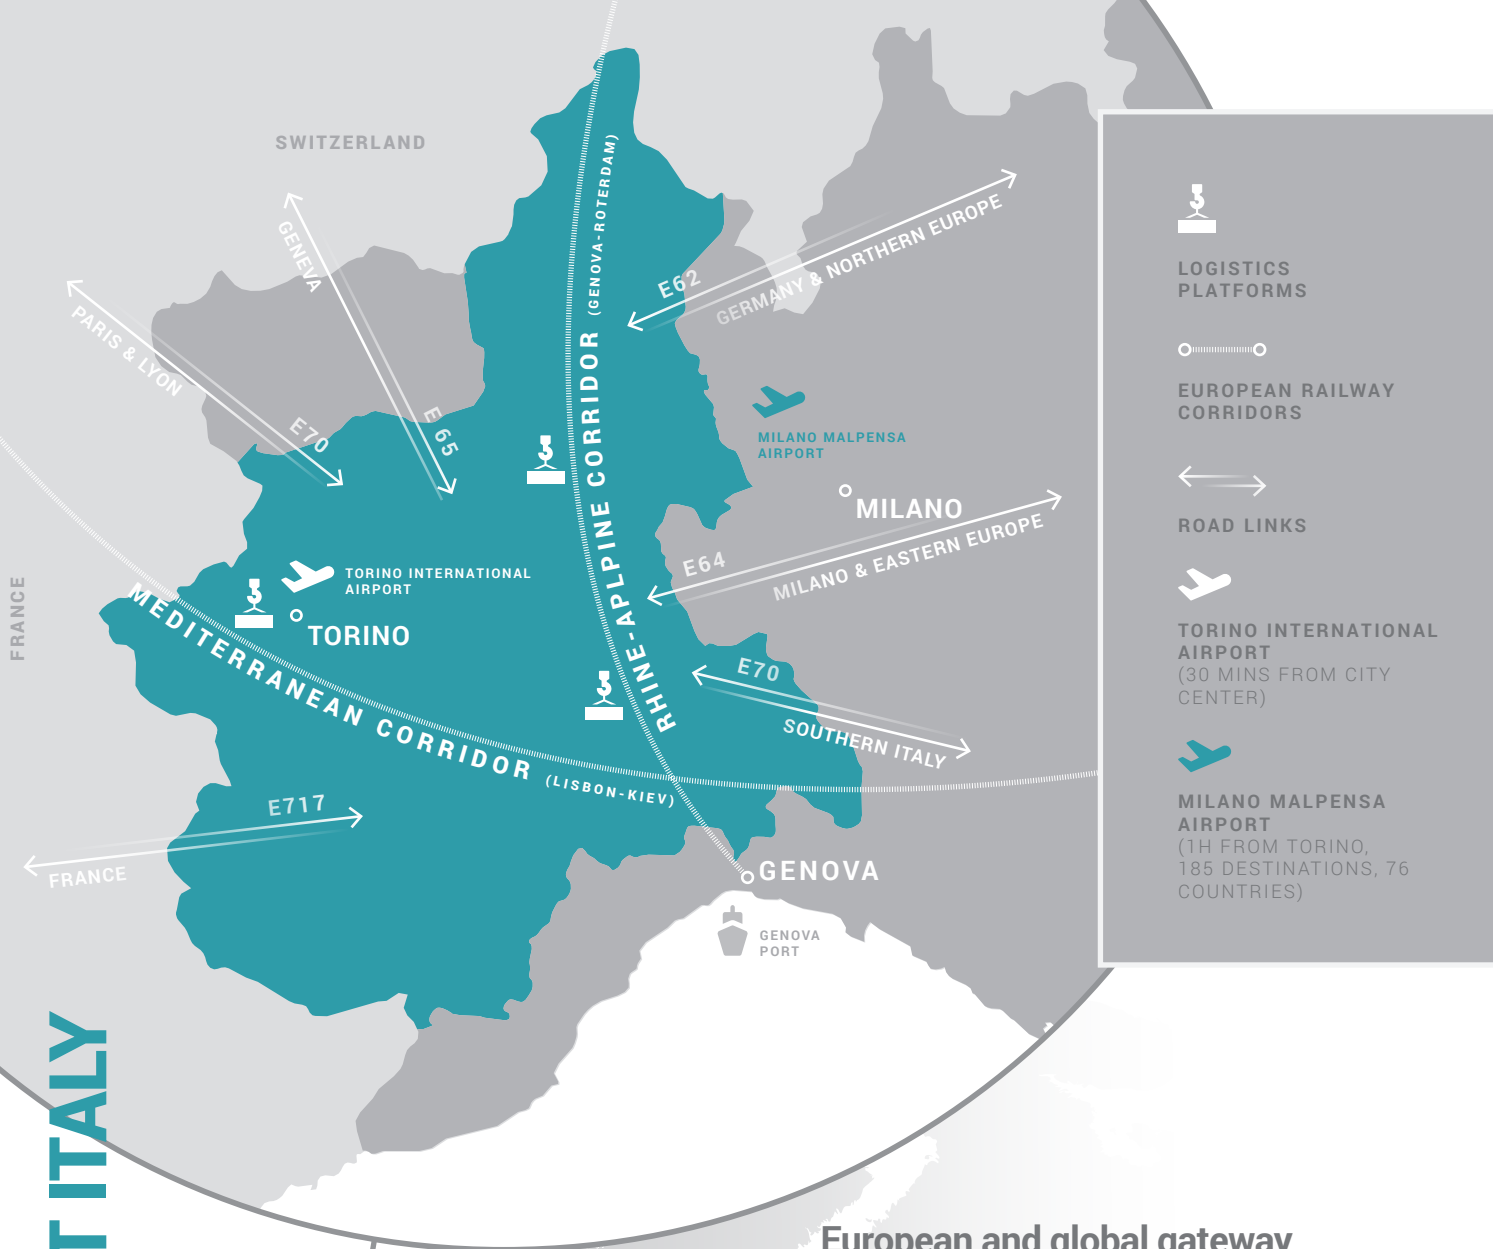 SWITZERLAND
GENEVA
PARIS & LYON
E70
E 65
RHINE-APLPINE CORRIDOR (GENOVA-ROTERDAM)
E62
GERMANY & NORTHERN EUROPE
MILANO MALPENSA
AIRPORT
MILANO
E64
MILANO & EASTERN EUROPE
FRANCE
TORINO INTERNATIONAL
AIRPORT
TORINO
MEDITERRANEAN CORRIDOR (LISBON-KIEV)
E70
SOUTHERN ITALY
E717
FRANCE
GENOVA
GENOVA
PORT
LOGISTICS
PLATFORMS
EUROPEAN RAILWAY
CORRIDORS
ROAD LINKS
TORINO INTERNATIONAL
AIRPORT
(30 MINS FROM CITY
CENTER)
MILANO MALPENSA
AIRPORT
(1H FROM TORINO,
185 DESTINATIONS, 76
COUNTRIES)
T ITALY
European and global gateway